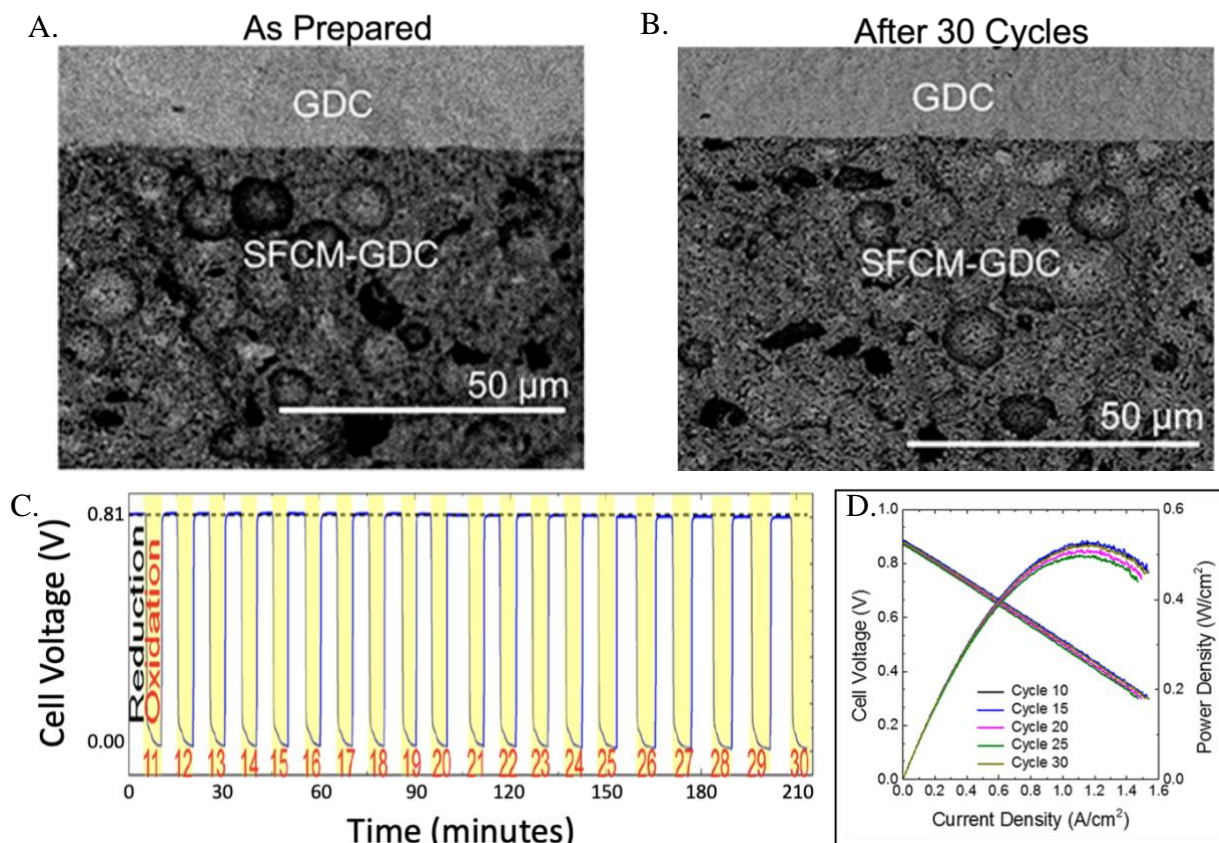 A.
As Prepared
GDC
SFCM-GDC
50 µm
B.
After 30 Cycles
GDC
SFCM-GDC
50 µm
C.
Cell Voltage (V)
0.81
0.00
Reduction
Oxidation
11 12 13 14 15 16 17 18 19 20 21 22 23 24 25 26 27 28 29 30
0 30 60 90 120 150 180 210
Time (minutes)
D.
Cell Voltage (V)
1.0
0.8
0.6
0.4
0.2
0.0
Cycle 10
Cycle 15
Cycle 20
Cycle 25
Cycle 30
0.6
0.4
0.2
0.0
Power Density (W/cm²)
0.0 0.2 0.4 0.6 0.8 1.0 1.2 1.4 1.6
Current Density (A/cm²)